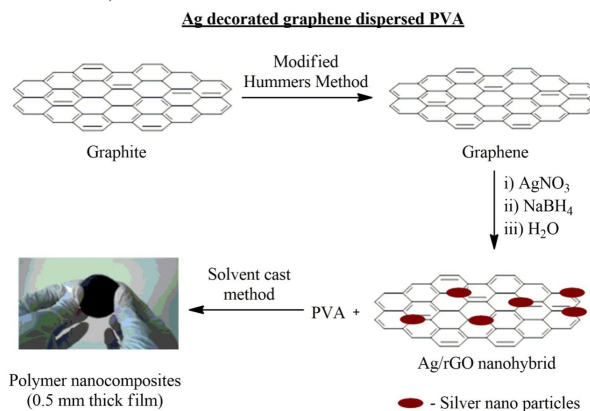 Ag decorated graphene dispersed PVA
Modified
Hummers Method
Graphite
Graphene
i) AgNO₃
ii) NaBH₄
iii) H₂O
Solvent cast
method
PVA +
Ag/rGO nanohybrid
Polymer nanocomposites
(0.5 mm thick film)
- Silver nano particles